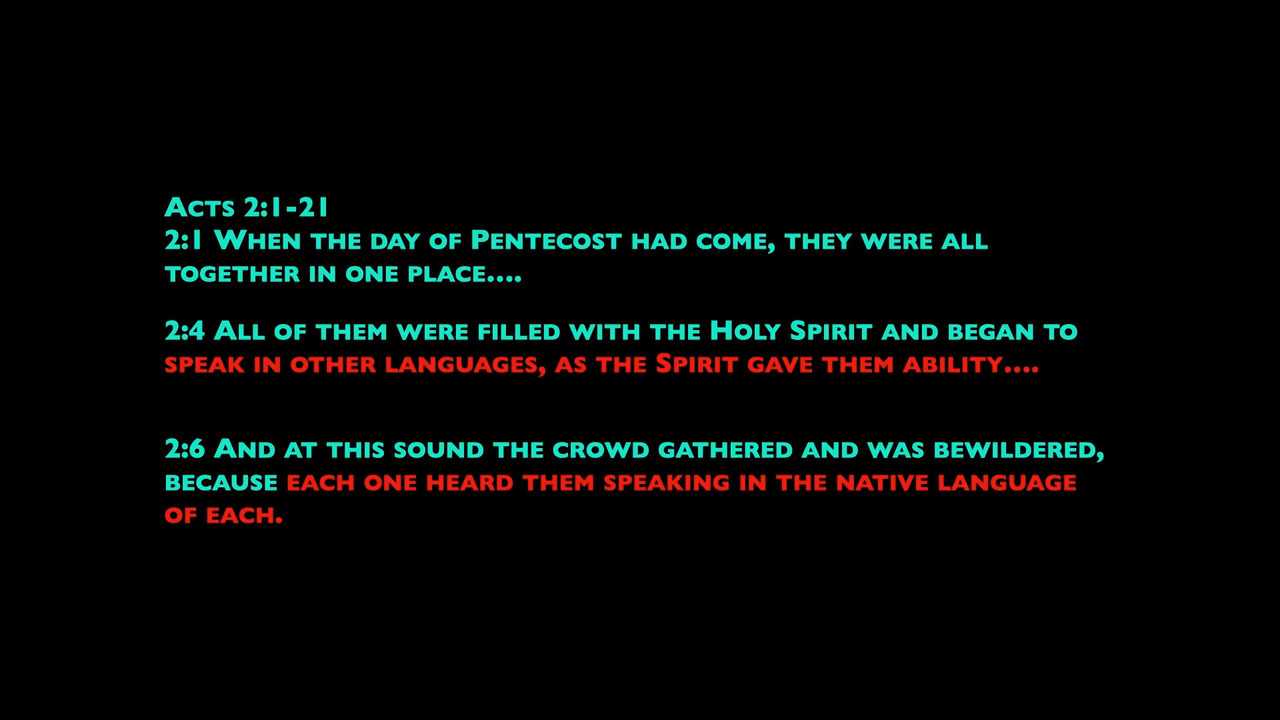 Acts 2:1-21
2:1 When the day of Pentecost had come, they were all
together in one place....
2:4 All of them were filled with the Holy Spirit and began to
speak in other languages, as the Spirit gave them ability....
2:6 And at this sound the crowd gathered and was bewildered,
because each one heard them speaking in the native language
of each.